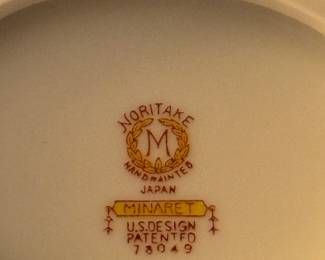 NORITAKE
M
HANDPAINTED
JAPAN
MINARET
U.S.DESIGN
PATENTED
78049